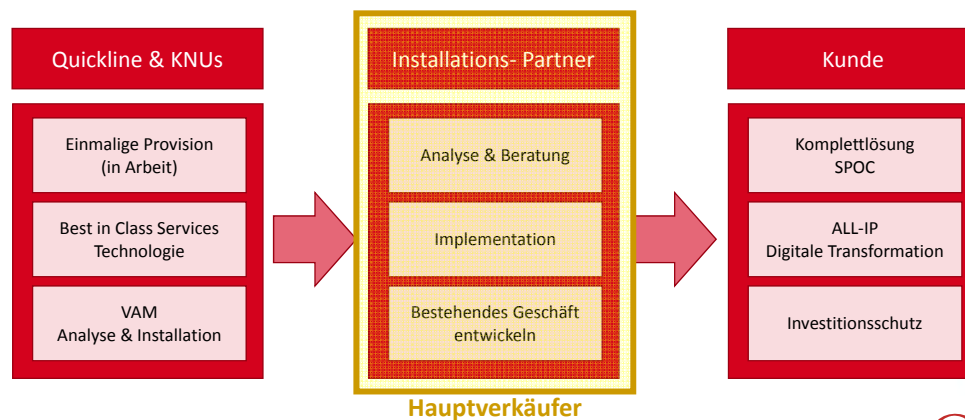 Quickline & KNUs
Einmalige Provision
(in Arbeit)
Best in Class Services
Technologie
VAM
Analyse & Installation
Installations- Partner
Analyse & Beratung
Implementation
Bestehendes Geschäft
entwickeln
Hauptverkäufer
Kunde
Komplettlösung
SPOC
ALL-IP
Digitale Transformation
Investitionsschutz